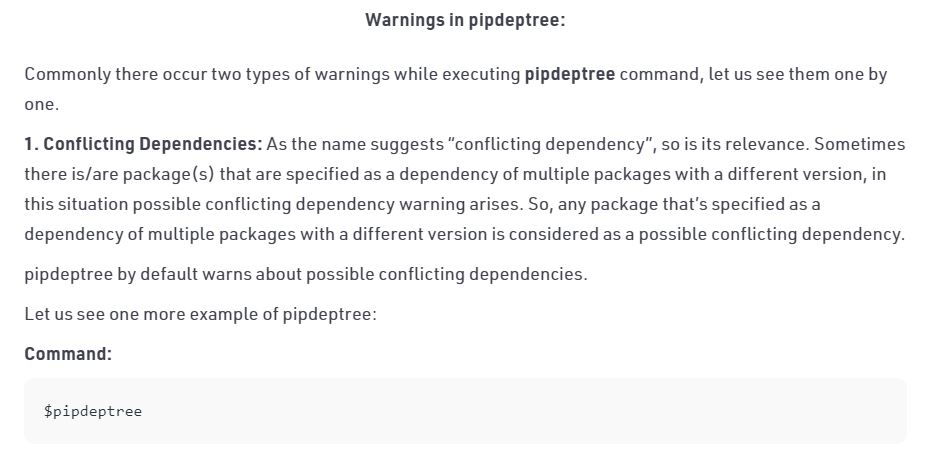 Warnings in pipdeptree:
Commonly there occur two types of warnings while executing pipdeptree command, let us see them one by
one.
1. Conflicting Dependencies: As the name suggests “conflicting dependency”, so is its relevance. Sometimes
there is/are package(s) that are specified as a dependency of multiple packages with a different version, in
this situation possible conflicting dependency warning arises. So, any package that’s specified as a
dependency of multiple packages with a different version is considered as a possible conflicting dependency.
pipdeptree by default warns about possible conflicting dependencies.
Let us see one more example of pipdeptree:
Command:
$pipdeptree